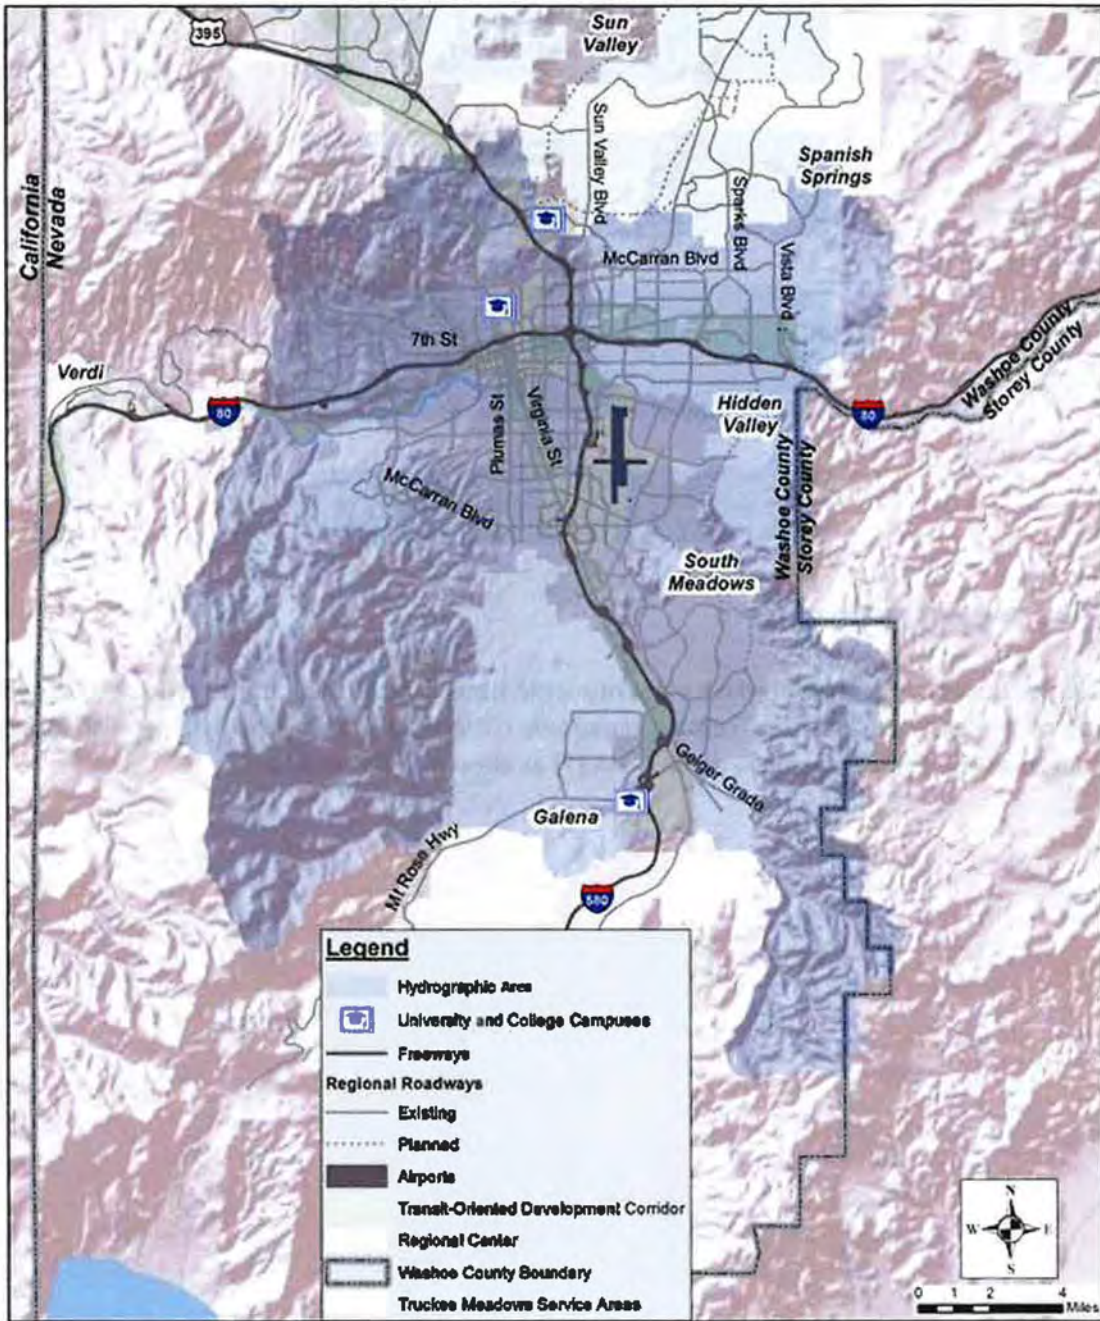 395
Sun
Valley
Sun Valley Blvd
Spanish
Springs
Sparks Blvd
California
Nevada
McCarran Blvd
Vista Blvd
7th St
Washoe County
Storey County
Verdi
80
80
Hidden
Valley
Plumas St
Virginia St
McCarran Blvd
Washoe County
Storey County
South
Meadows
Geiger Grade
Galena
Mt Rose Hwy
580
Legend
Hydrographic Area
University and College Campuses
Freeways
Regional Roadways
Existing
Planned
Airports
Transit-Oriented Development Corridor
Regional Center
Washoe County Boundary
Truckee Meadows Service Areas
N
W E
S
0 1 2 4
Miles